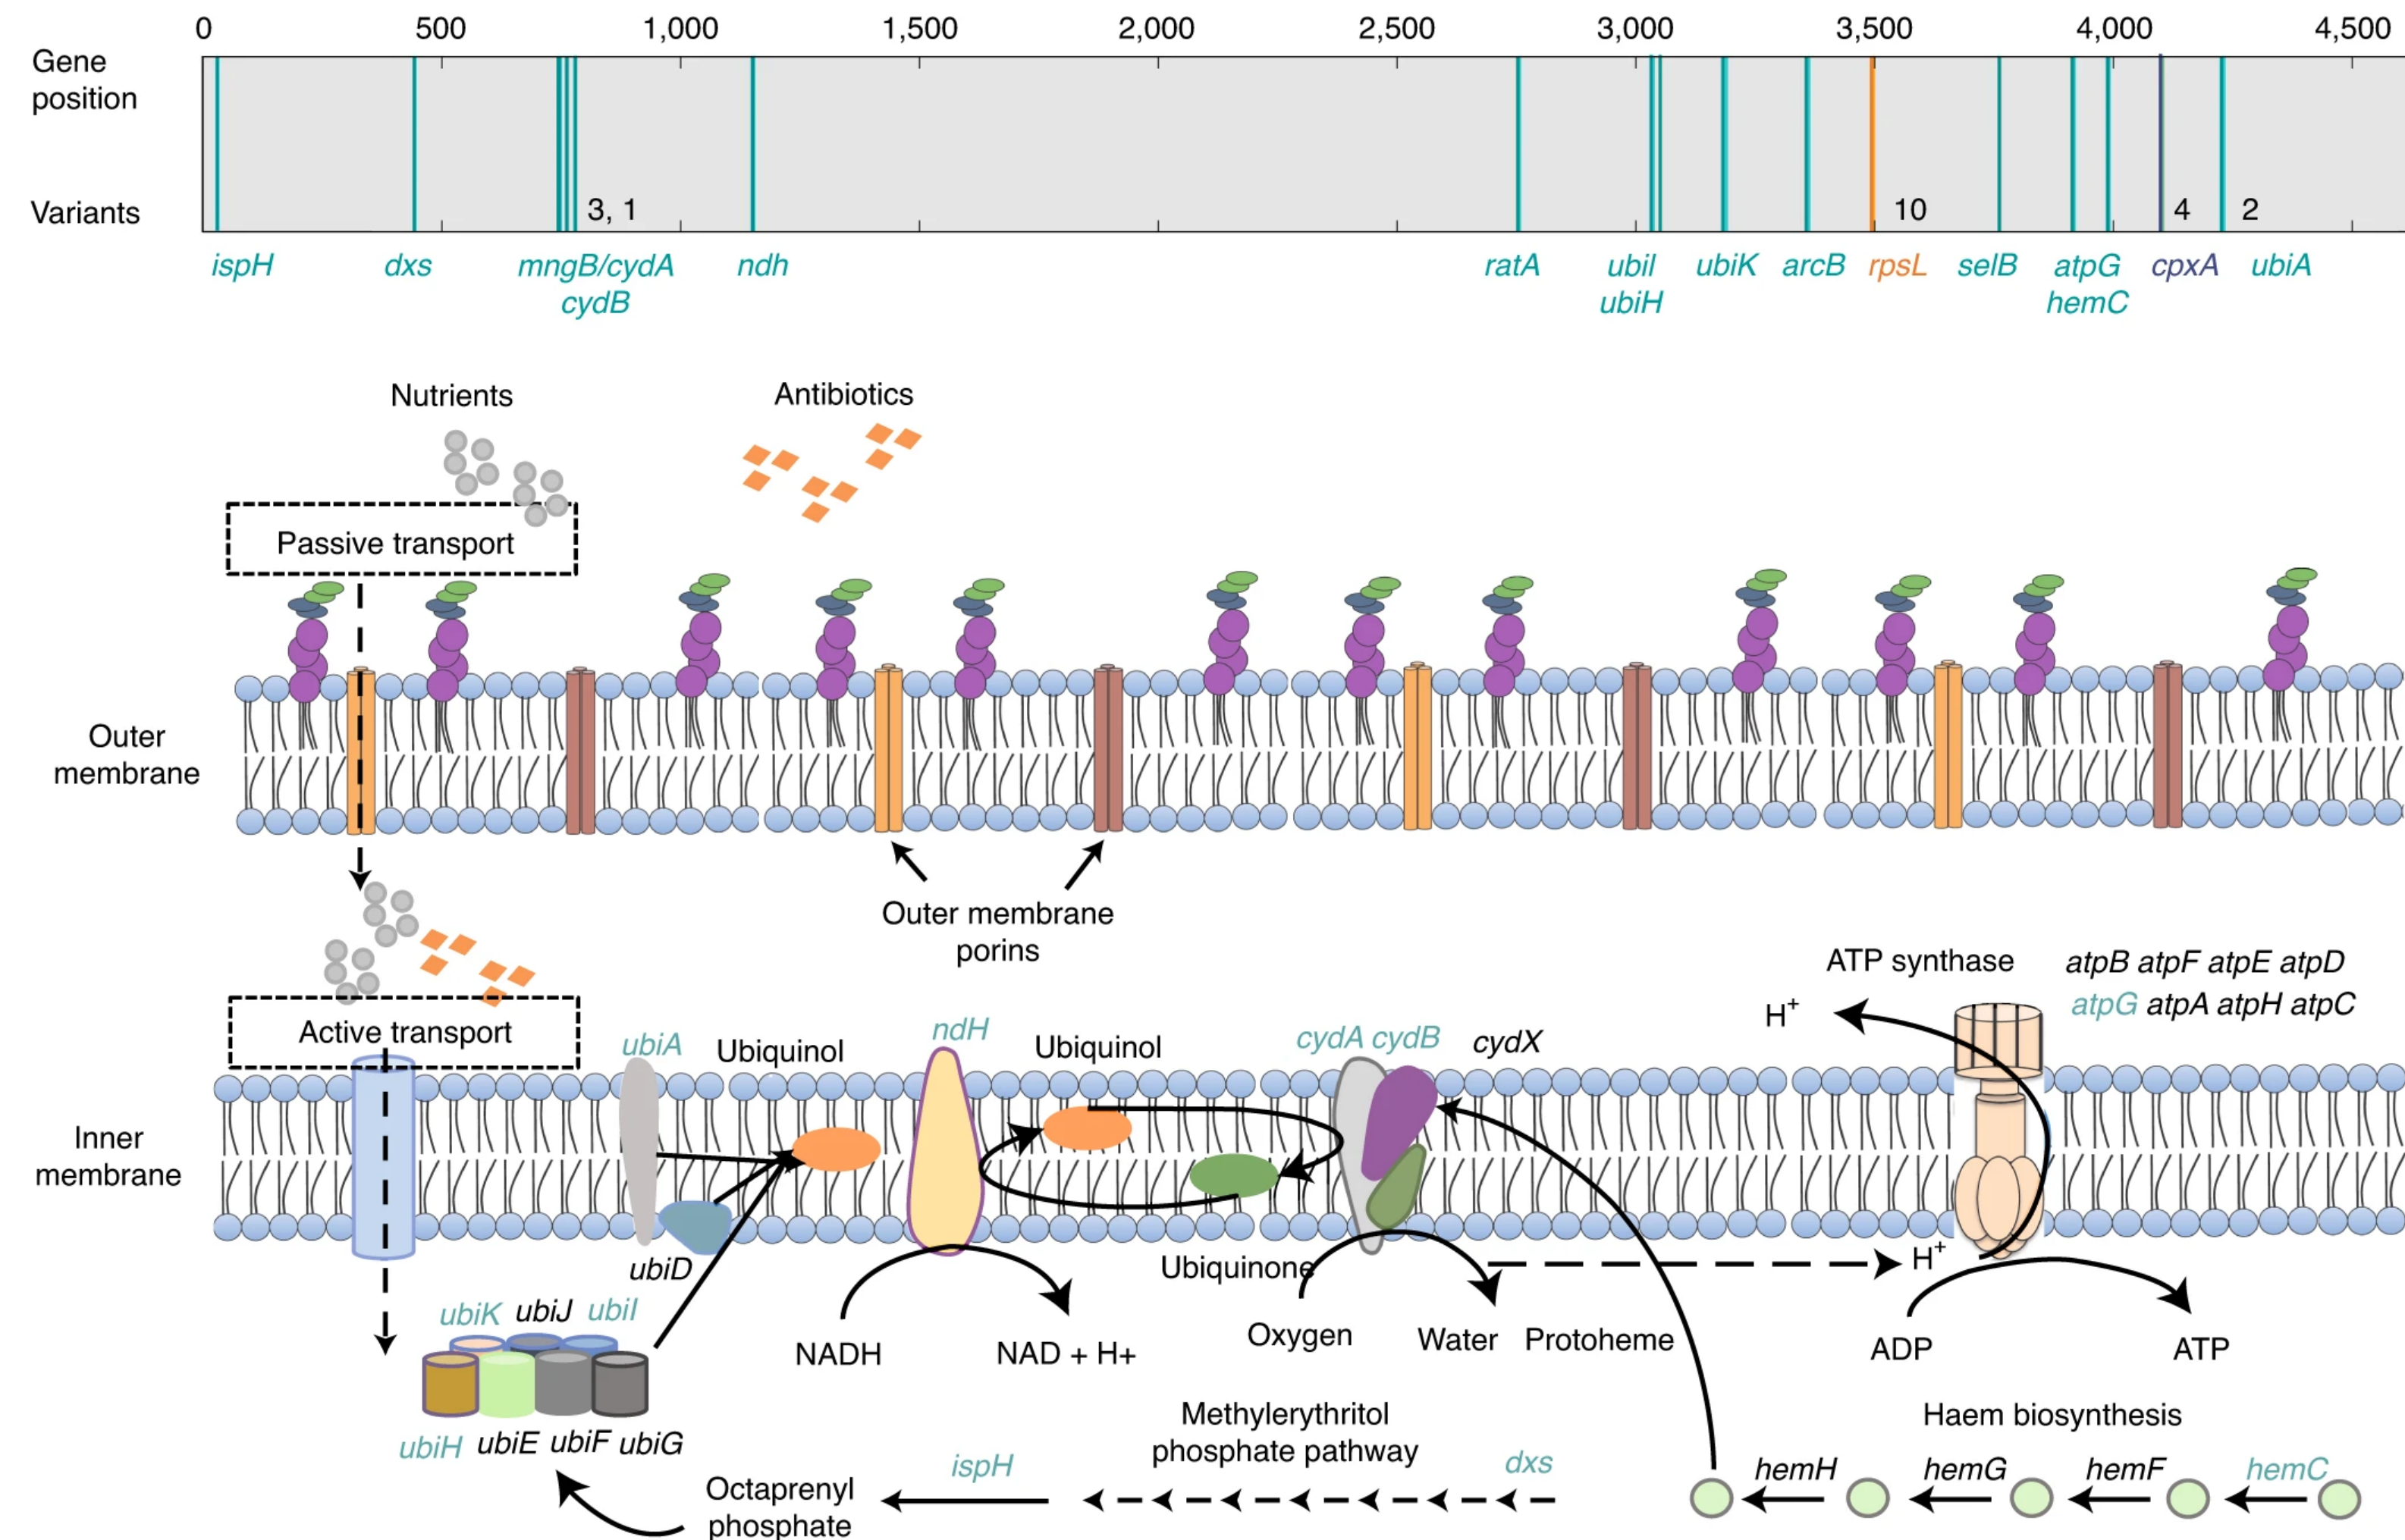 0 500 1,000 1,500 2,000 2,500 3,000 3,500 4,000 4,500
Gene
position
Variants
3, 1 10 4 2
ispH dxs mngB/cydA ndh ratA ubiI ubiK arcB rpsL selB atpG cpxA ubiA
cydB ubiH hemC
Nutrients Antibiotics
Passive transport
Outer
membrane
Outer membrane
porins
ATP synthase atpB atpF atpE atpD
atpG atpA atpH atpC
H+
Active transport
ubiA Ubiquinol ndH Ubiquinol cydA cydB cydX
Inner
membrane
ubiD Ubiquinone H+
ubiK ubiJ ubiI
NADH NAD + H+ Oxygen Water Protoheme ADP ATP
ubiH ubiE ubiF ubiG
Methylerythritol
phosphate pathway
Haem biosynthesis
Octaprenyl
phosphate
ispH dxs hemH hemG hemF hemC